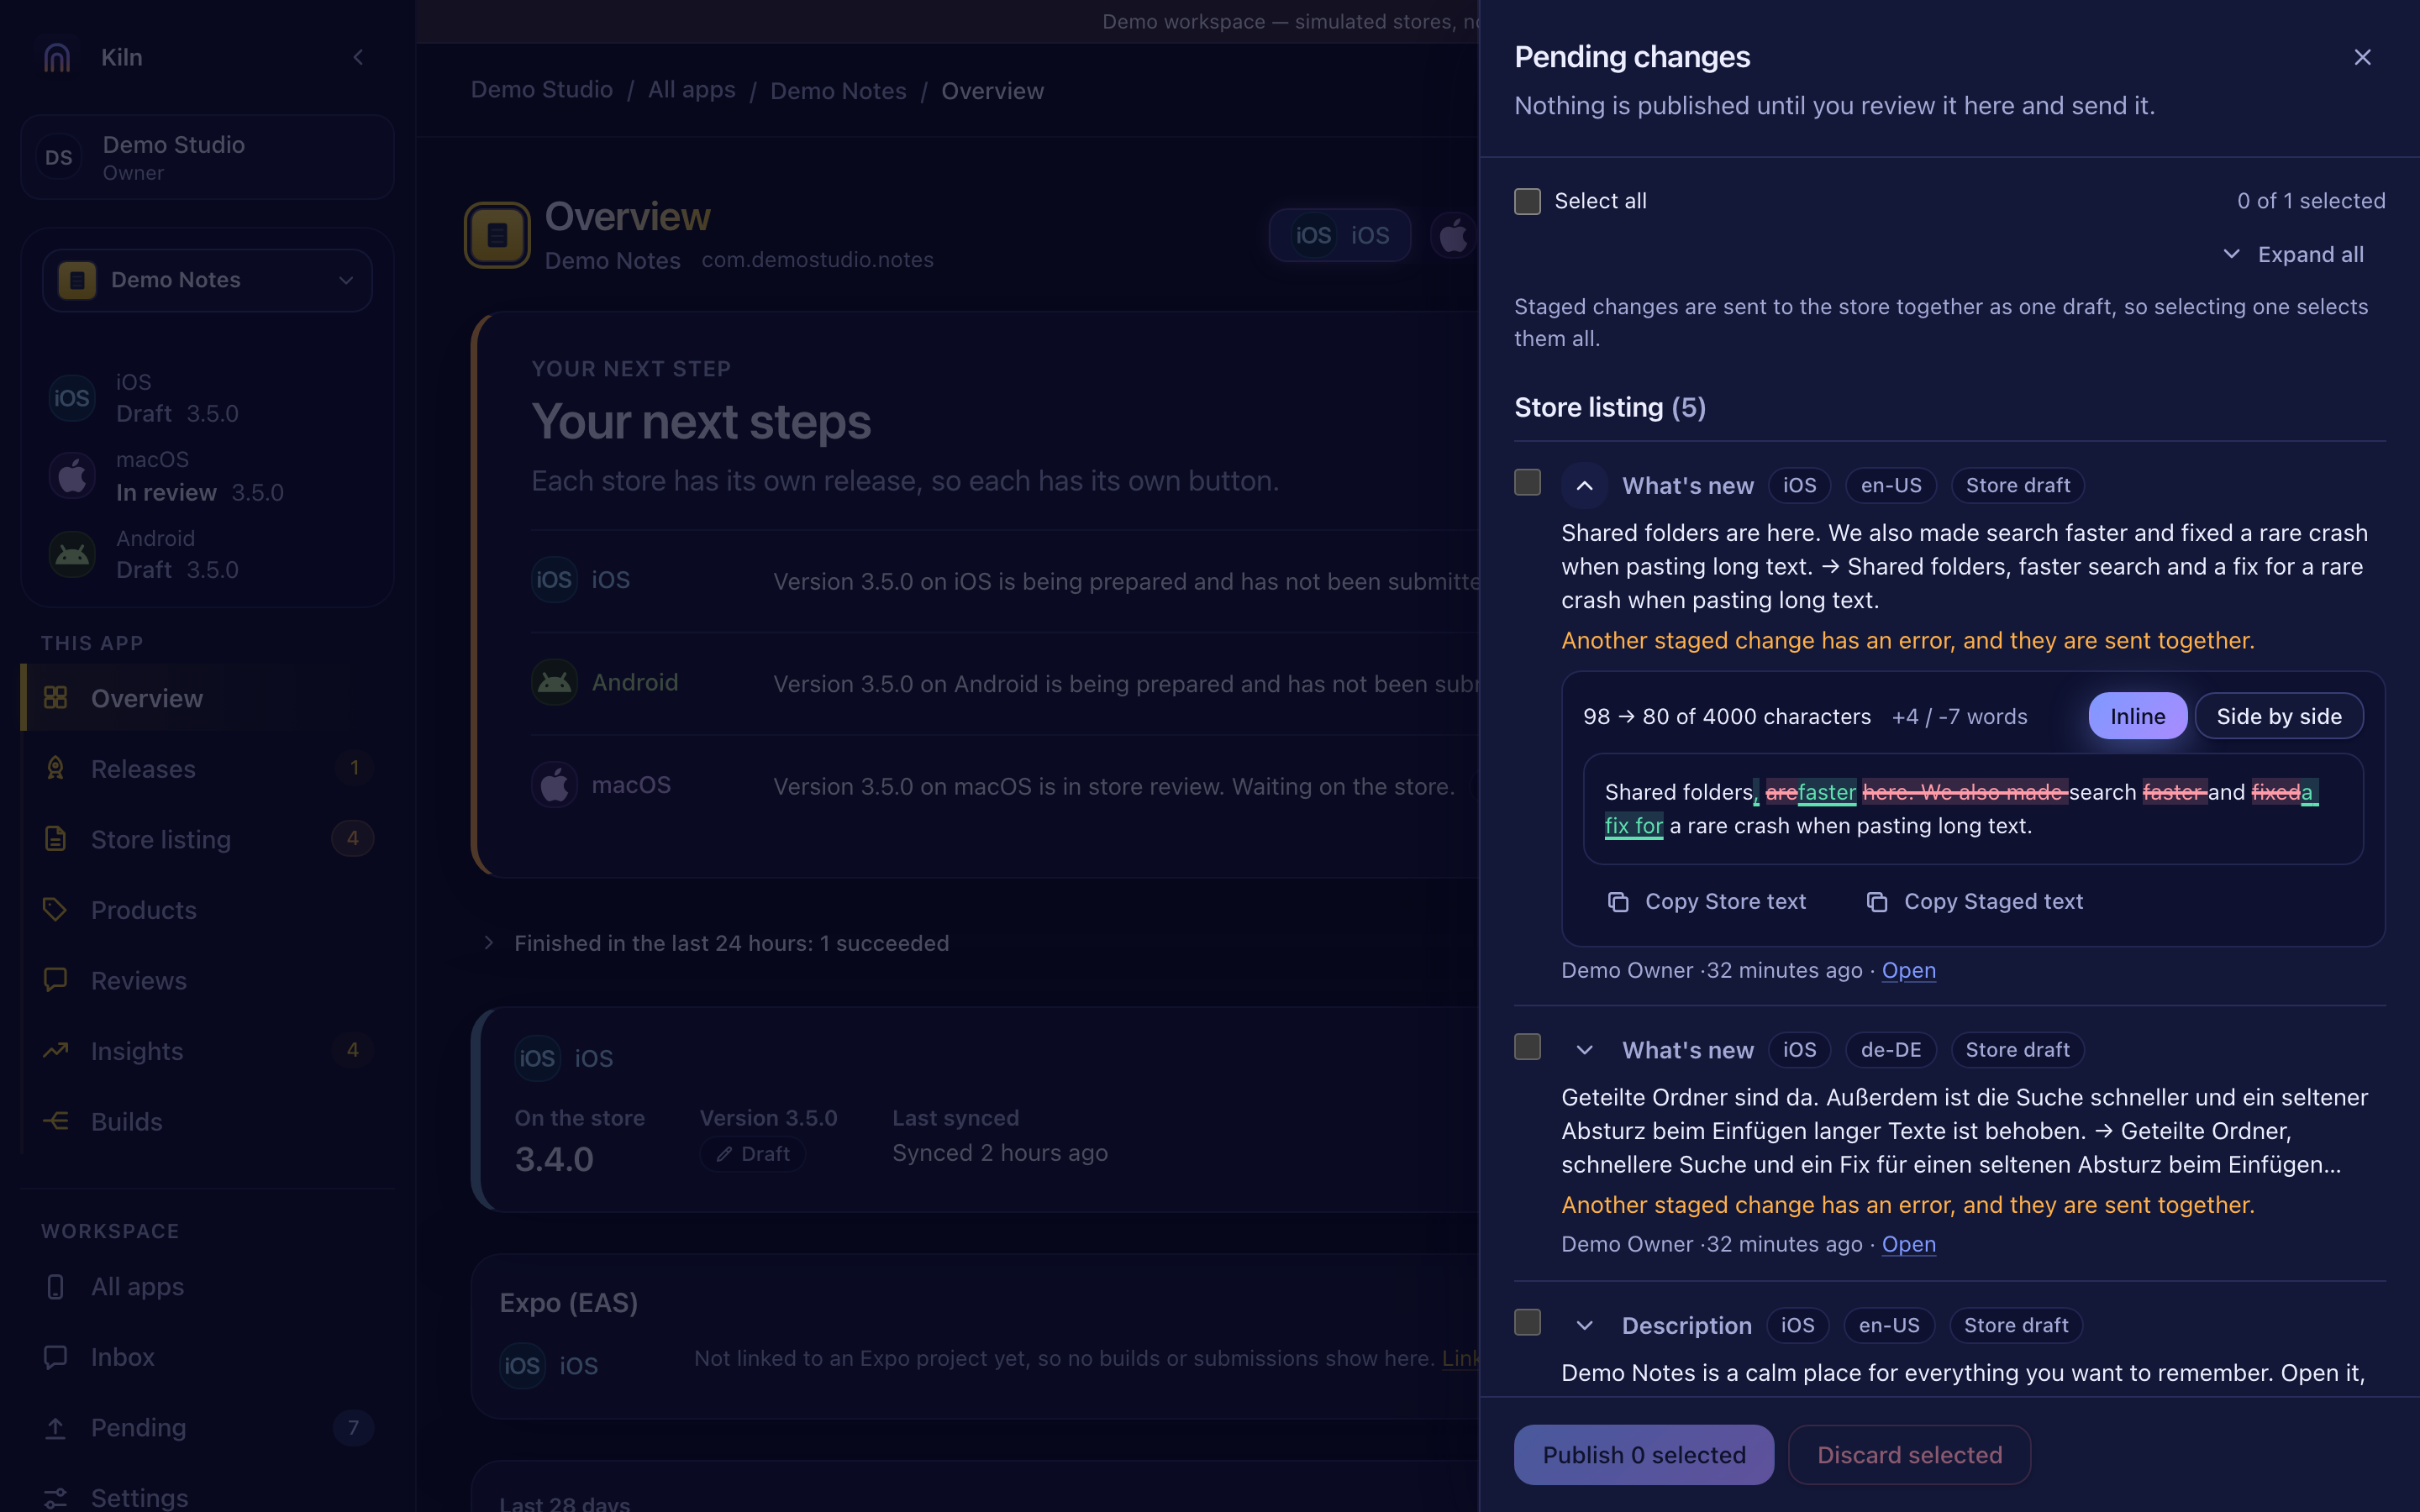 Kiln
DS
Demo Studio
Owner
Demo Notes
iOS
iOS
Draft 3.5.0
macOS
In review 3.5.0
Android
Draft 3.5.0
THIS APP
Overview
Releases 1
Store listing 4
Products
Reviews
Insights 4
Builds
WORKSPACE
All apps
Inbox
Pending 7
Settings
Demo workspace — simulated stores,
Demo Studio / All apps / Demo Notes / Overview
Overview
Demo Notes com.demostudio.notes
iOS iOS
YOUR NEXT STEP
Your next steps
Each store has its own release, so each has its own button.
iOS iOS Version 3.5.0 on iOS is being prepared and has not been
Android Version 3.5.0 on Android is being prepared and has not been
macOS Version 3.5.0 on macOS is in store review. Waiting on the store.
Finished in the last 24 hours: 1 succeeded
iOS iOS
On the store Version 3.5.0 Last synced
3.4.0 Draft Synced 2 hours ago
Expo (EAS)
iOS iOS Not linked to an Expo project yet, so no builds or submissions show here. Link
Last 28 days
Pending changes
Nothing is published until you review it here and send it.
Select all 0 of 1 selected
Expand all
Staged changes are sent to the store together as one draft, so selecting one selects
them all.
Store listing (5)
What's new iOS en-US Store draft
Shared folders are here. We also made search faster and fixed a rare crash
when pasting long text. → Shared folders, faster search and a fix for a rare
crash when pasting long text.
Another staged change has an error, and they are sent together.
98 → 80 of 4000 characters +4 / -7 words Inline Side by side
Shared folders, arefaster here. We also made search faster and fixeda
fix for a rare crash when pasting long text.
Copy Store text Copy Staged text
Demo Owner ·32 minutes ago · Open
What's new iOS de-DE Store draft
Geteilte Ordner sind da. Außerdem ist die Suche schneller und ein seltener
Absturz beim Einfügen langer Texte ist behoben. → Geteilte Ordner,
schnellere Suche und ein Fix für einen seltenen Absturz beim Einfügen...
Another staged change has an error, and they are sent together.
Demo Owner ·32 minutes ago · Open
Description iOS en-US Store draft
Demo Notes is a calm place for everything you want to remember. Open it,
Publish 0 selected Discard selected